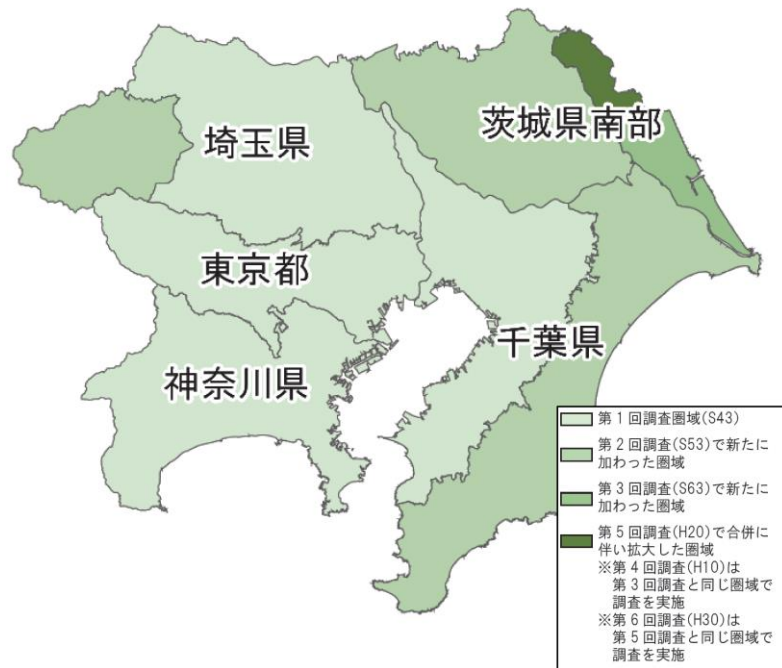 茨城県南部
埼玉県
東京都
千葉県
神奈川県
第1回調査圏域(S43)
第2回調査(S53)で新たに
加わった圏域
第3回調査(S63)で新たに
加わった圏域
第5回調査(H20)で合併に
伴い拡大した圏域
※第4回調査(H10)は
第3回調査と同じ圏域で
調査を実施
※第6回調査(H30)は
第5回調査と同じ圏域で
調査を実施